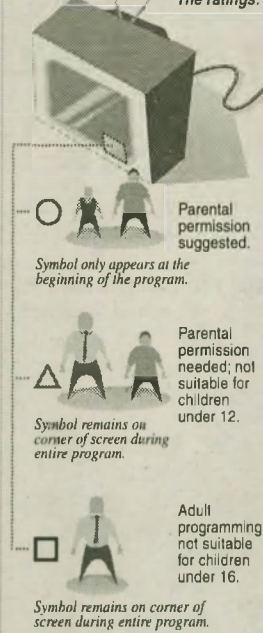 The ratings:
Parental
permission
suggested.
Symbol only appears at the
beginning of the program.
Parental
permission
needed; not
suitable for
children
under 12.
Symbol remains on
corner of screen during
entire program.
Adult
programming
not suitable
for children
under 16.
Symbol remains on corner of
screen during entire program.